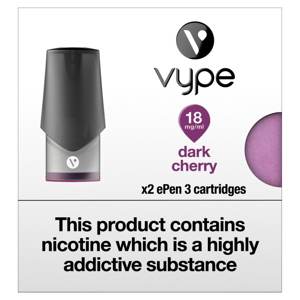 vype
18
mg/ml
dark
cherry
x2 ePen 3 cartridges
This product contains
nicotine which is a highly
addictive substance